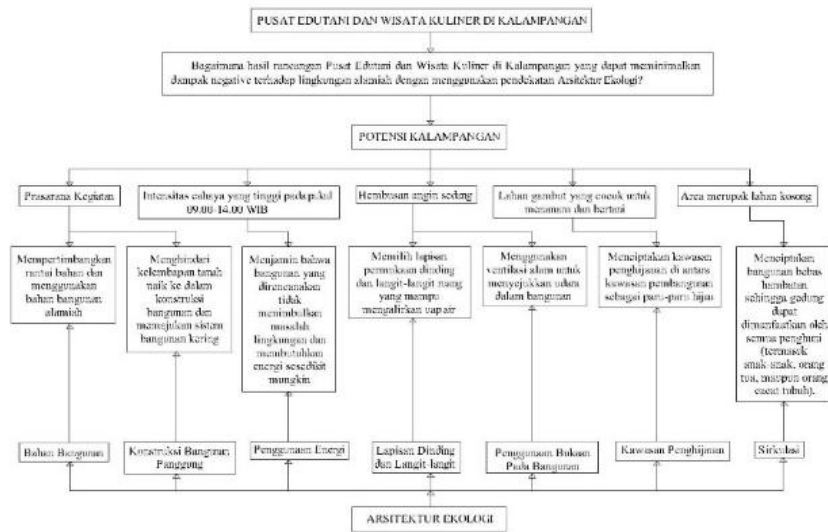 PUSAT EDUTANI DAN WISATA KULINER DI KALAMPANGAN
Bagaimana hasil rancangan Pusat Edutani dan Wisata Kuliner di Kalampangan yang dapat meminimalkan
dampak negative terhadap lingkungan alamiah dengan menggunakan pendekatan Arsitektur Ekologi?
POTENSI KALAMPANGAN
Prasarana Kegiatan
Intensitas cahaya yang tinggi pada pukul
09.00-14.00 WIB
Hembusan angin sedang
Lahan gambut yang cocok untuk
menanam dan bertani
Area merupak lahan kosong
Mempertimbangkan
rantai bahan dan
menggunakan
bahan bangunan
alamiah
Menghindari
kelembapan tanah
naik ke dalam
konstruksi
bangunan dan
memajukan sistem
bangunan kering
Menjamin bahwa
bangunan yang
direncanakan
tidak
menimbulkan
masalah
lingkungan dan
membutuhkan
energi sesedikit
mungkin
Memilih lapisan
permukaan dinding
dan langit-langit ruang
yang mampu
mengalirkan uap air
Menggunakan
ventilasi alam untuk
menyejukkan udara
dalam bangunan
Menciptakan kawasan
penghijauan di antara
kawasan pembangunan
sebagai paru-paru hijau
Menciptakan
bangunan bebas
hambatan
sehingga gedung
dapat
dimanfaatkan oleh
semua penghuni
(termasuk
anak-anak, orang
tua, maupun orang
cacat tubuh).
Bahan Bangunan
Konstruksi Bangunan
Panggung
Penggunaan Energi
Lapisan Dinding
dan Langit-langit
Penggunaan Bukaan
Pada Bangunan
Kawasan Penghijauan
Sirkulasi
ARSITEKTUR EKOLOGI